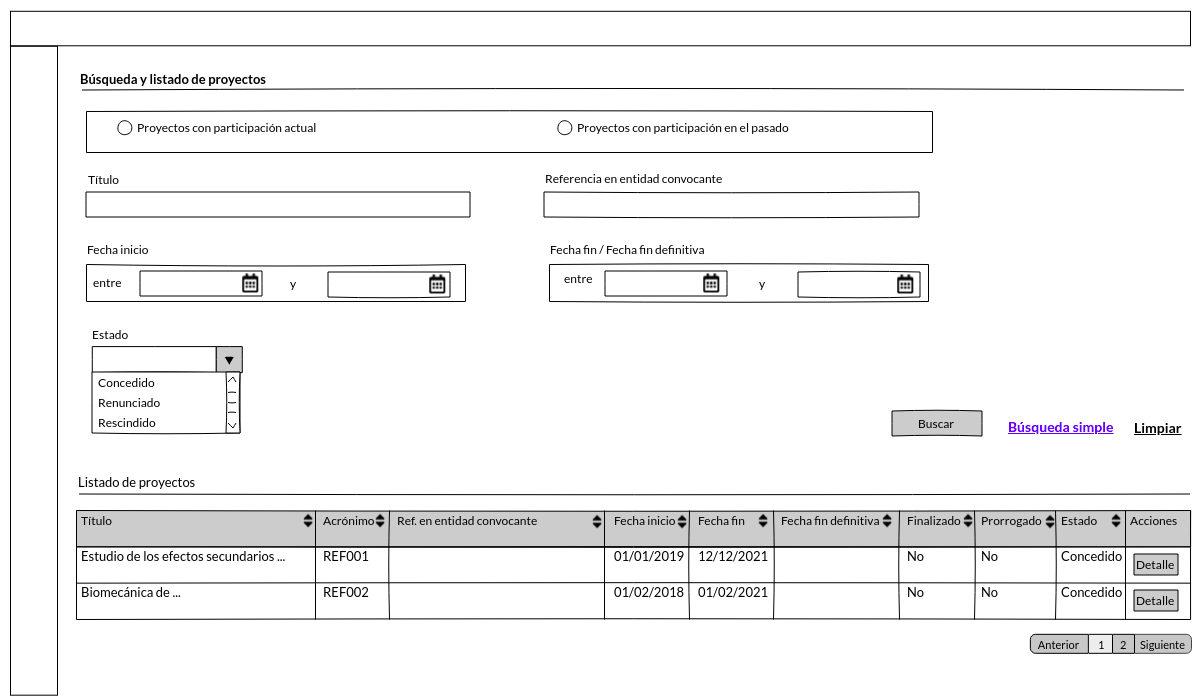 Búsqueda y listado de proyectos
Proyectos con participación actual Proyectos con participación en el pasado
Título Referencia en entidad convocante
Fecha inicio Fecha fin / Fecha fin definitiva
entre y entre y
Estado
Concedido
Renunciado
Rescindido
Buscar Búsqueda simple Limpiar
Listado de proyectos
Título Acrónimo Ref. en entidad convocante Fecha inicio Fecha fin Fecha fin definitiva Finalizado Prorrogado Estado Acciones
Estudio de los efectos secundarios ... REF001 01/01/2019 12/12/2021 No No Concedido Detalle
Biomecánica de ... REF002 01/02/2018 01/02/2021 No No Concedido Detalle
Anterior 1 2 Siguiente